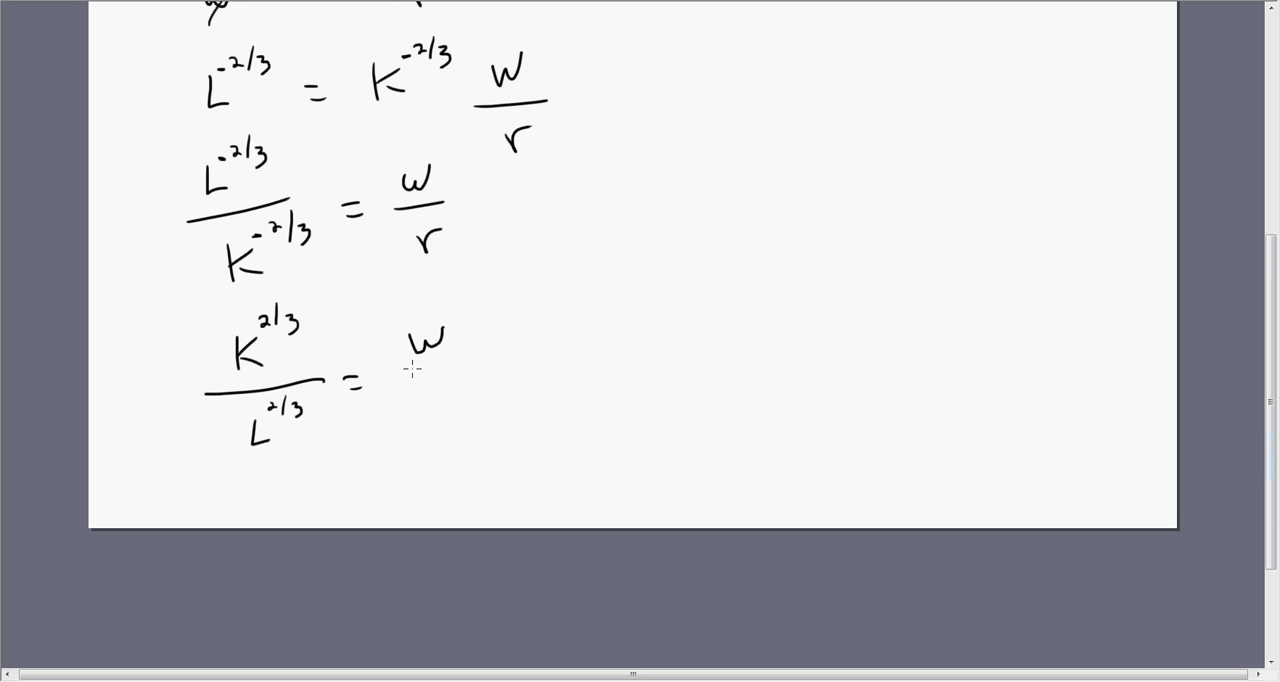 L^{-2/3} = K^{-2/3} w/r
L^{-2/3}/K^{-2/3} = w/r
K^{2/3}/L^{2/3} = w